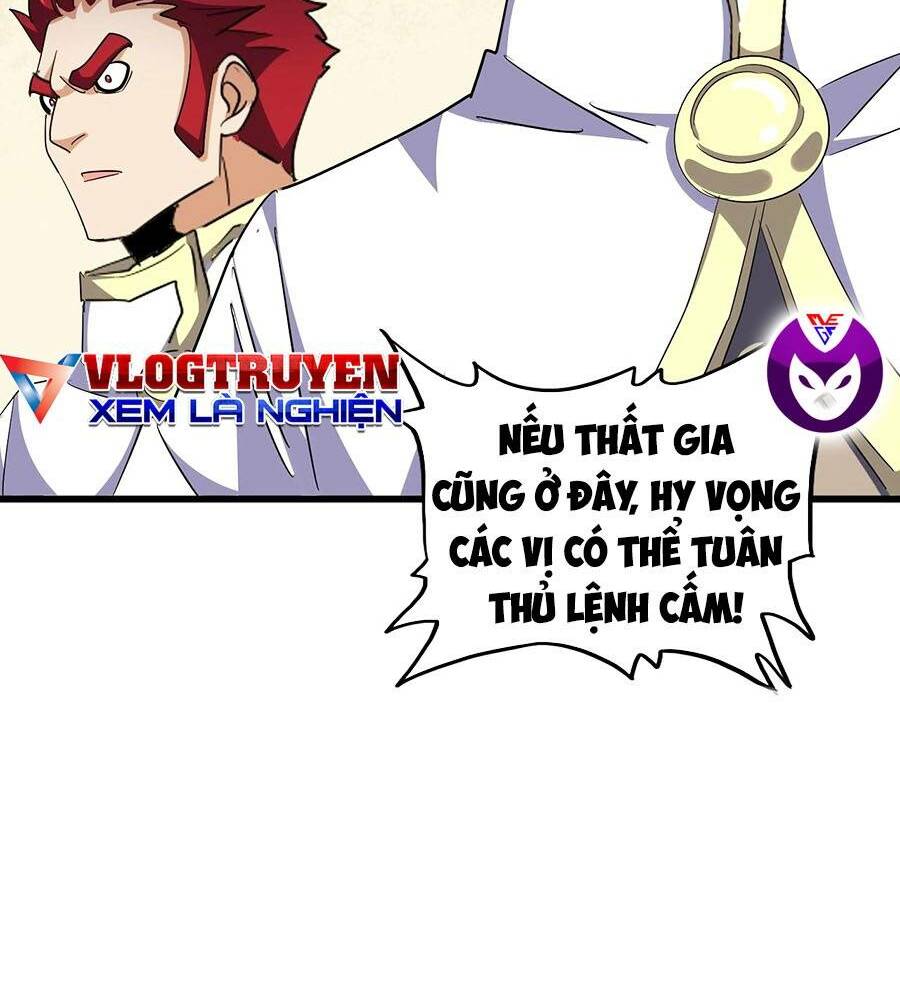 VLOGTRUYEN
XEM LÀ NGHIỆN
NẾU THẤT GIA
CŨNG Ở ĐÂY, HY VỌNG
CÁC VỊ CÓ THỂ TUÂN
THỦ LỆNH CẤM!